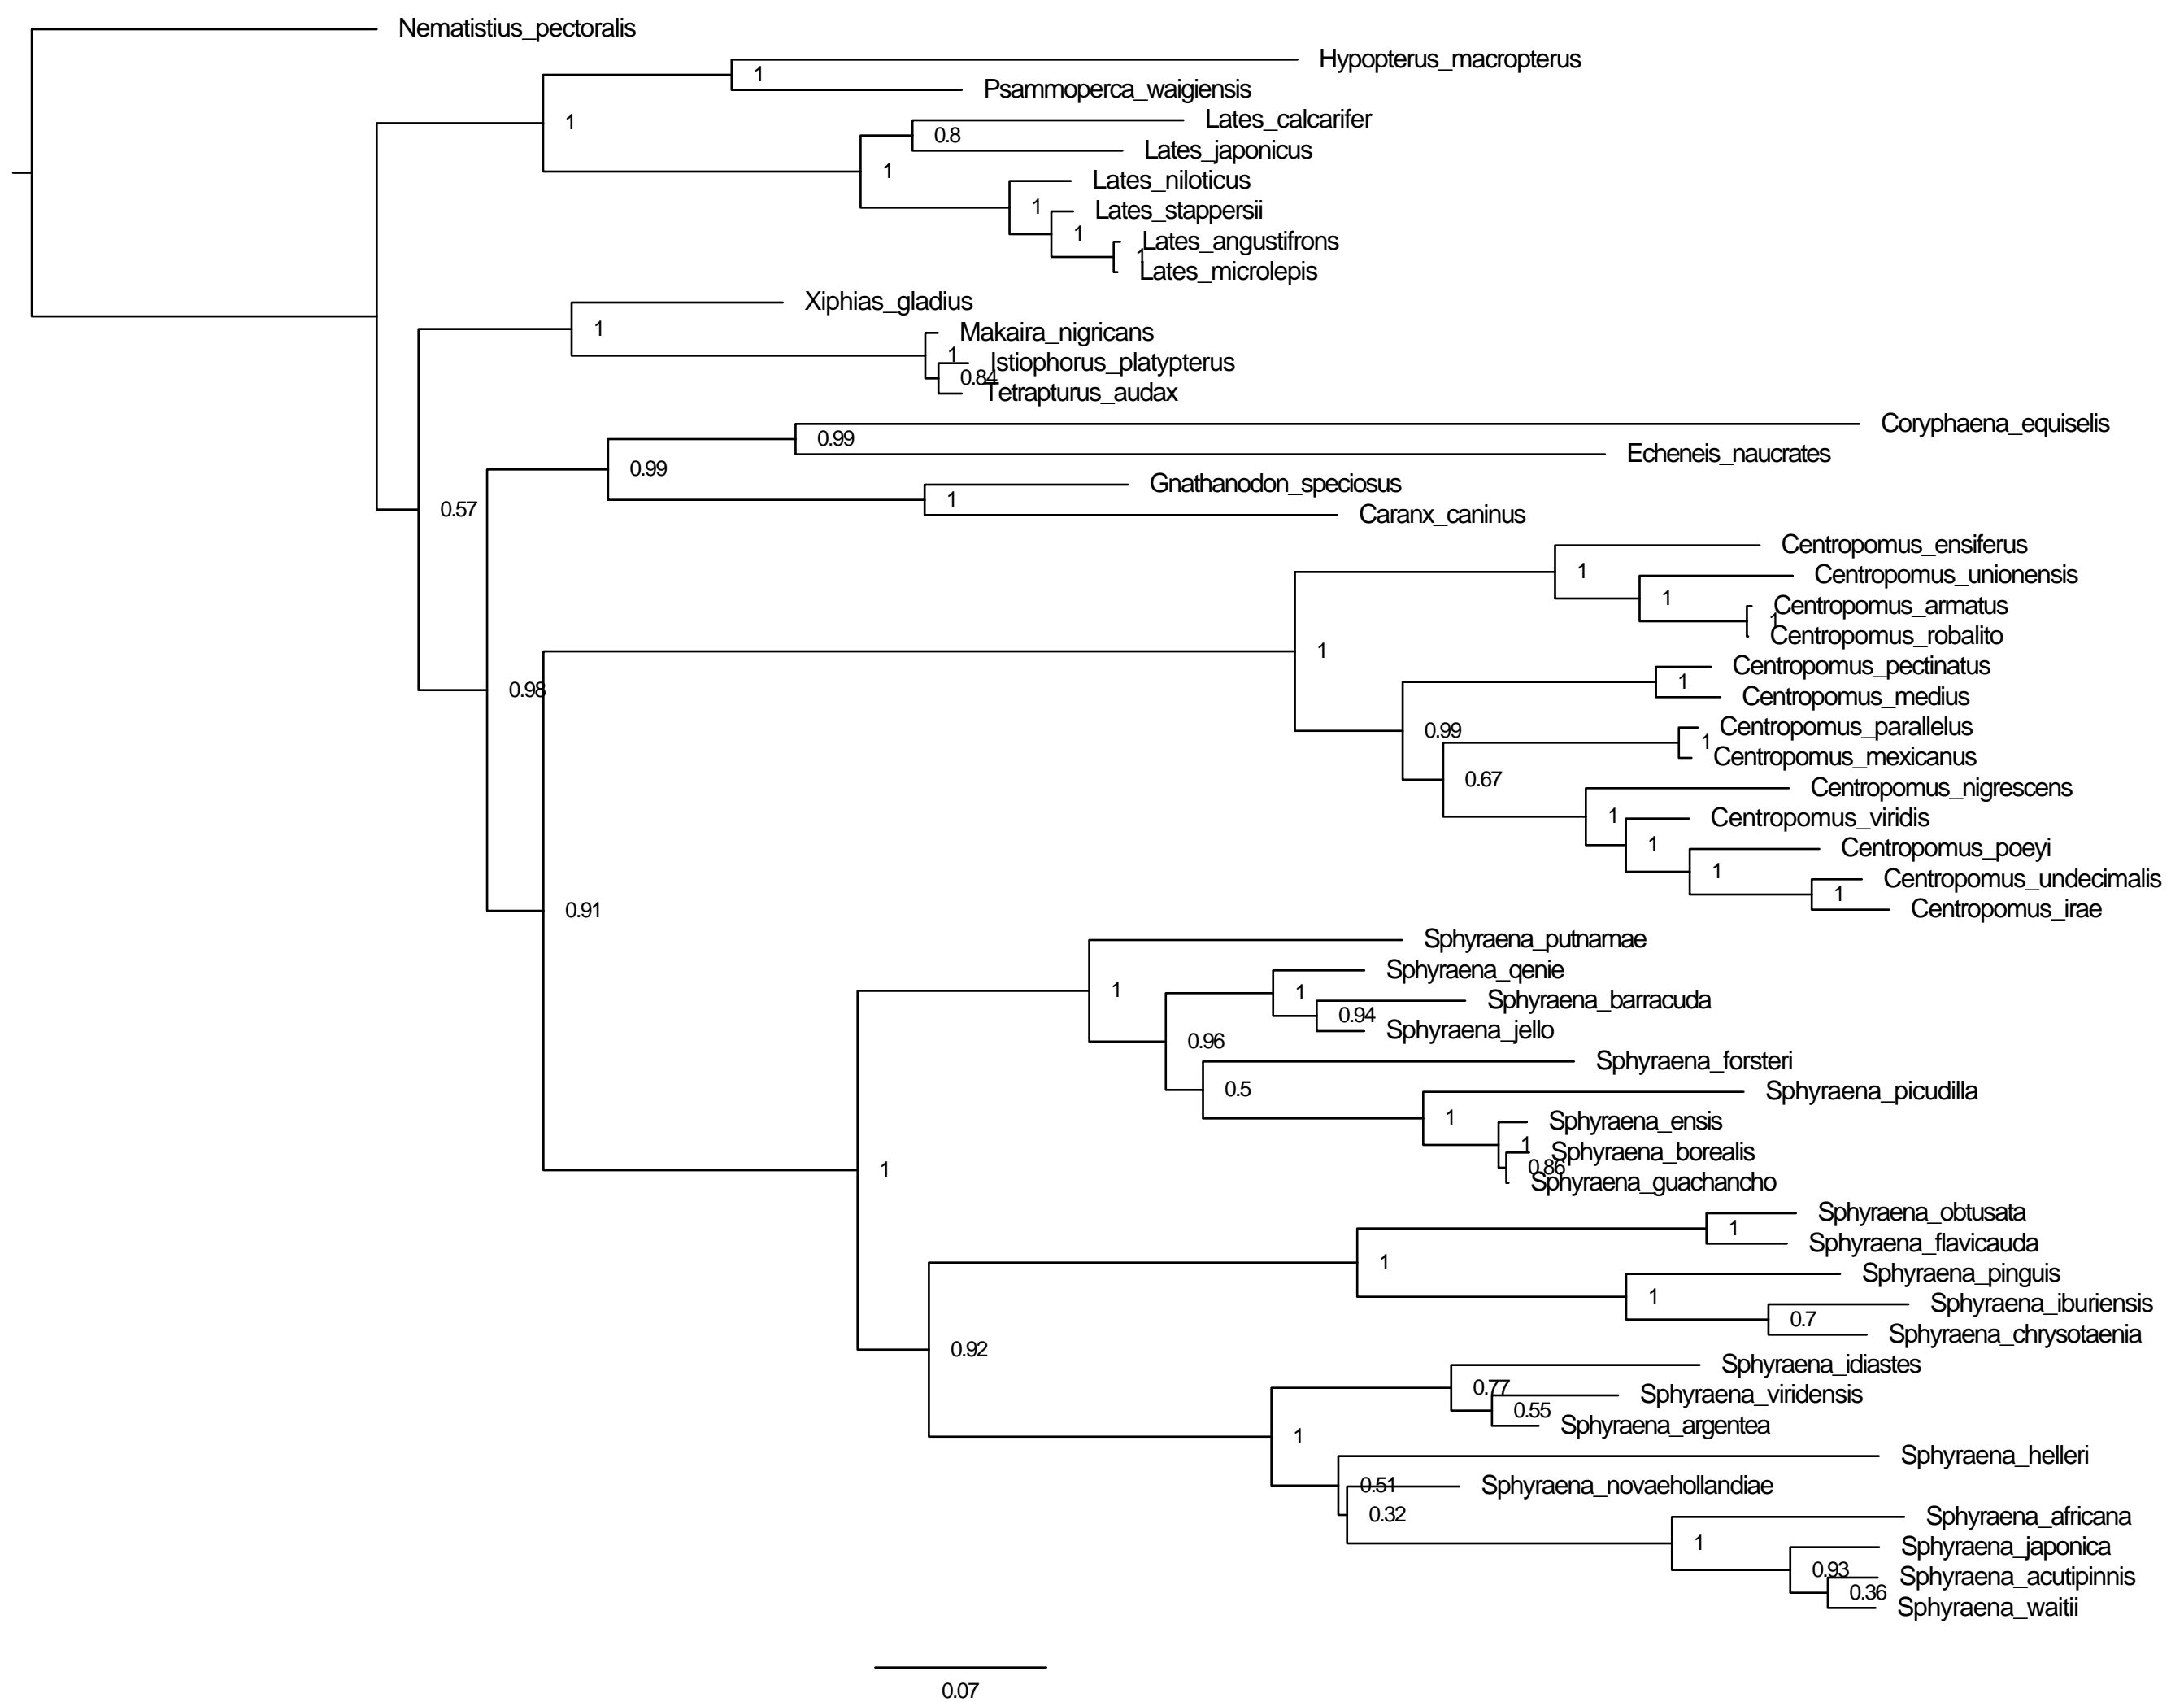 Nematistius_pectoralis
Hypopterus_macropterus
1
Psammoperca_waigiensis
Lates_calcarifer
1
0.8
Lates_japonicus
1
Lates_niloticus
1
Lates_stappersii
1
Lates_angustifrons
1
Lates_microlepis
Xiphias_gladius
1
Makaira_nigricans
1
Istiophorus_platypterus
0.84
Tetrapturus_audax
Coryphaena_equiselis
0.99
Echeneis_naucrates
0.99
Gnathanodon_speciosus
1
0.57
Caranx_caninus
Centropomus_ensiferus
1
Centropomus_unionensis
1
Centropomus_armatus
1
Centropomus_robalito
1
Centropomus_pectinatus
1
0.98
Centropomus_medius
Centropomus_parallelus
0.99
1
Centropomus_mexicanus
0.67
Centropomus_nigrescens
1
Centropomus_viridis
1
Centropomus_poeyi
1
Centropomus_undecimalis
1
0.91
Centropomus_irae
Sphyraena_putnamae
Sphyraena_qenie
1
1
Sphyraena_barracuda
0.94
Sphyraena_jello
0.96
Sphyraena_forsteri
0.5
Sphyraena_picudilla
1
Sphyraena_ensis
1
Sphyraena_borealis
0.86
1
Sphyraena_guachancho
Sphyraena_obtusata
1
Sphyraena_flavicauda
1
Sphyraena_pinguis
1
Sphyraena_iburiensis
0.7
Sphyraena_chrysotaenia
0.92
Sphyraena_idiastes
0.77
Sphyraena_viridensis
0.55
Sphyraena_argentea
1
Sphyraena_helleri
0.51
Sphyraena_novaehollandiae
0.32
Sphyraena_africana
1
Sphyraena_japonica
0.93
Sphyraena_acutipinnis
0.36
Sphyraena_waitii
0.07